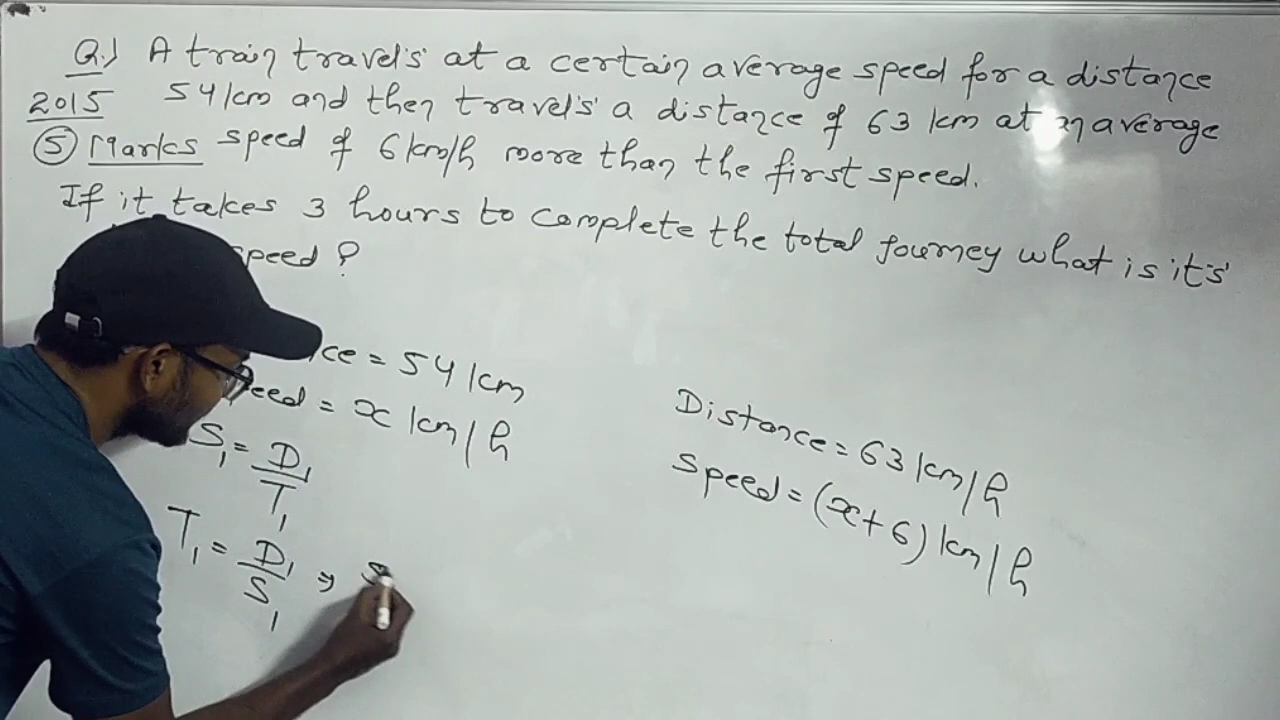 Q.) A train travel's at a certain average speed for a distance
2015 54 km and then travel's a distance of 63 km at n average
5 Marks speed of 6 km/h more than the first speed.
If it takes 3 hours to complete the total journey what is it's
speed?
ce = 54 km
eed = x km/h
S₁ = D₁/T₁
T₁ = D₁/S₁ ⇒
Distance = 63 km/h
Speed = (x+6) km/h